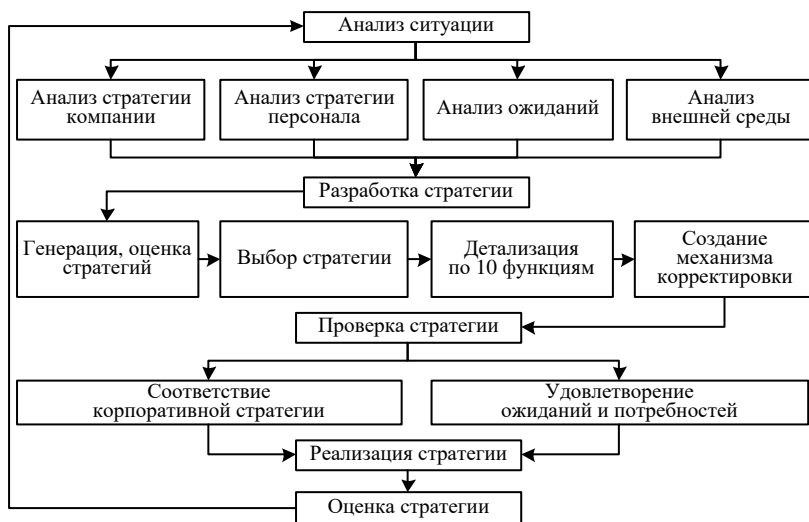 Анализ ситуации
Анализ стратегии
компании
Анализ стратегии
персонала
Анализ ожиданий
Анализ
внешней среды
Разработка стратегии
Генерация, оценка
стратегий
Выбор стратегии
Детализация
по 10 функциям
Создание
механизма
корректировки
Проверка стратегии
Соответствие
корпоративной стратегии
Удовлетворение
ожиданий и потребностей
Реализация стратегии
Оценка стратегии